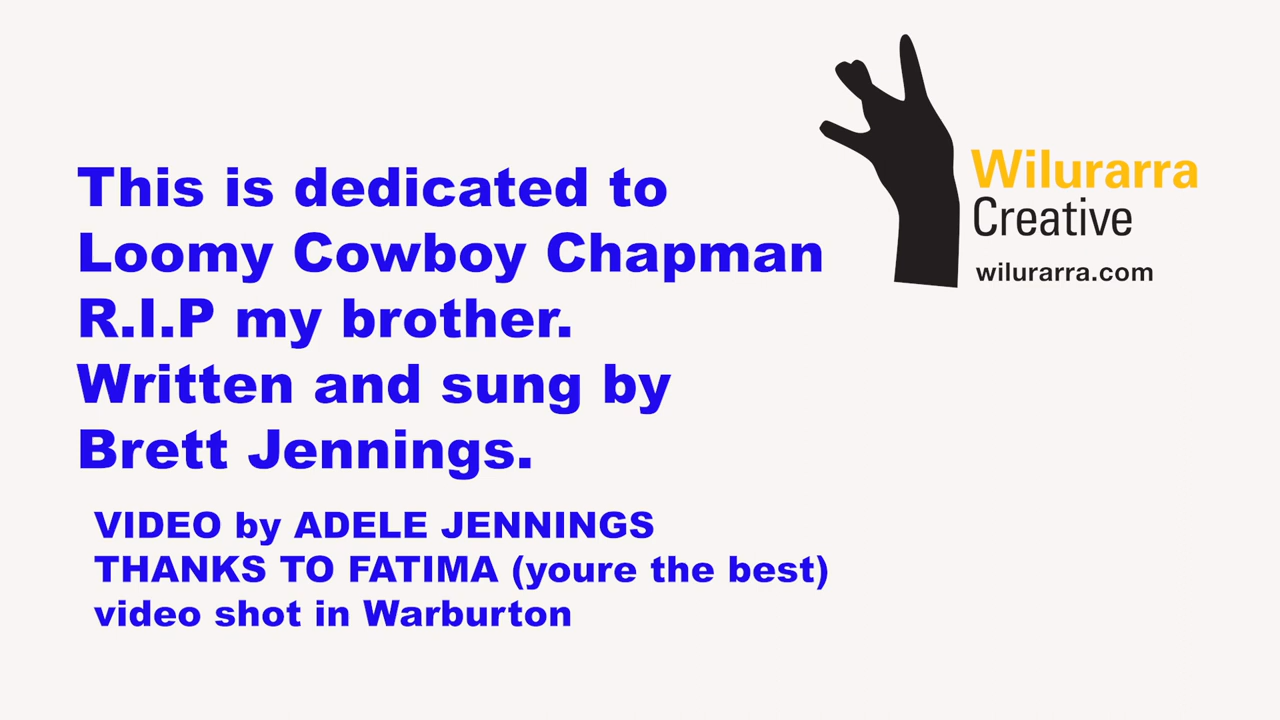 This is dedicated to
Loomy Cowboy Chapman
R.I.P my brother.
Written and sung by
Brett Jennings.
VIDEO by ADELE JENNINGS
THANKS TO FATIMA (youre the best)
video shot in Warburton
Wilurarra
Creative
wilurarra.com